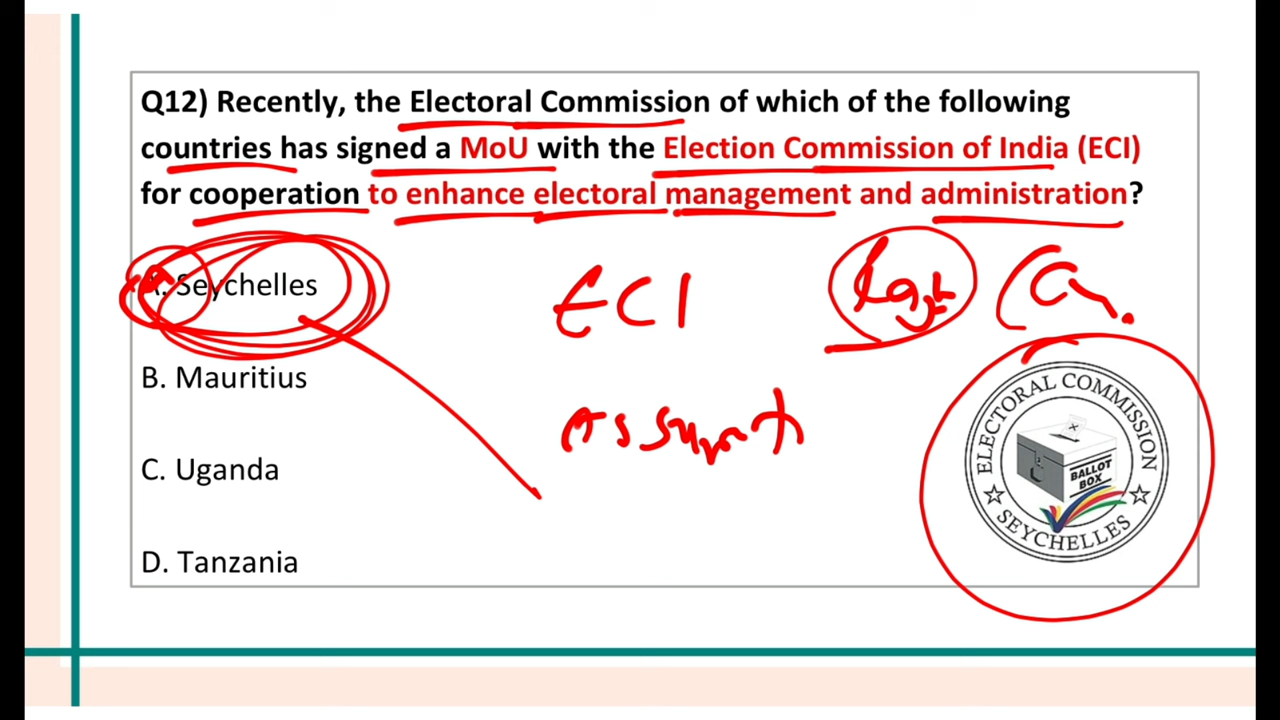 Q12) Recently, the Electoral Commission of which of the following
countries has signed a MoU with the Election Commission of India (ECI)
for cooperation to enhance electoral management and administration?
A. Seychelles
ECI
B. Mauritius
C. Uganda
D. Tanzania
ELECTORAL COMMISSION
BALLOT
BOX
SEYCHELLES